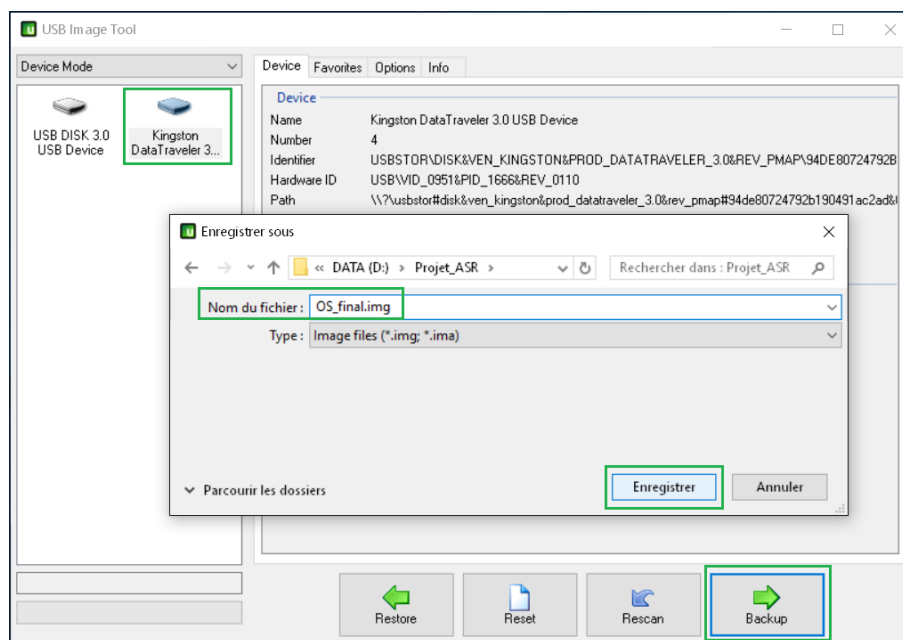 USB Image Tool
Device Mode
USB DISK 3.0
USB Device
Kingston
DataTraveler 3...
Device Favorites Options Info
Device
Name Kingston DataTraveler 3.0 USB Device
Number 4
Identifier USBSTOR\DISK&VEN_KINGSTON&PROD_DATATRAVELER_3.0&REV_PMAP\94DE80724792B
Hardware ID USB\VID_0951&PID_1666&REV_0110
Path \\?\usbstor#disk&ven_kingston&prod_datatraveler_3.0&rev_pmap#94de80724792b190491ac2ad&
Enregistrer sous
« DATA (D:) > Projet_ASR >
Rechercher dans : Projet_ASR
Nom du fichier : OS_final.img
Type : Image files (*.img; *.ima)
Parcourir les dossiers
Enregistrer
Annuler
Restore
Reset
Rescan
Backup